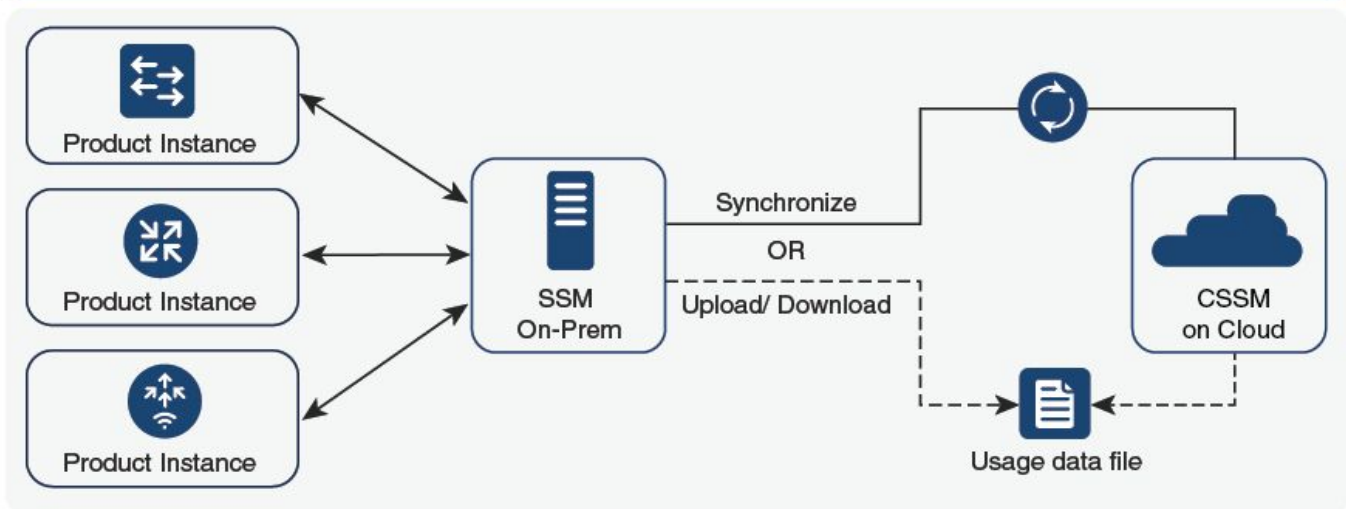 Product Instance
Product Instance
Product Instance
SSM
On-Prem
Synchronize
OR
Upload/ Download
CSSM
on Cloud
Usage data file